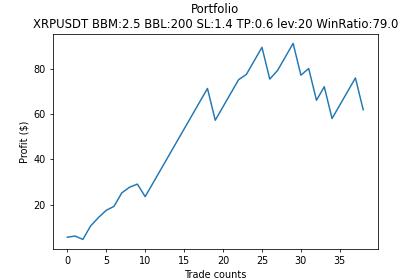 Portfolio
XRPUSDT BBM:2.5 BBL:200 SL:1.4 TP:0.6 lev:20 WinRatio:79.0
80
60
40
20
Profit ($)
0 5 10 15 20 25 30 35
Trade counts